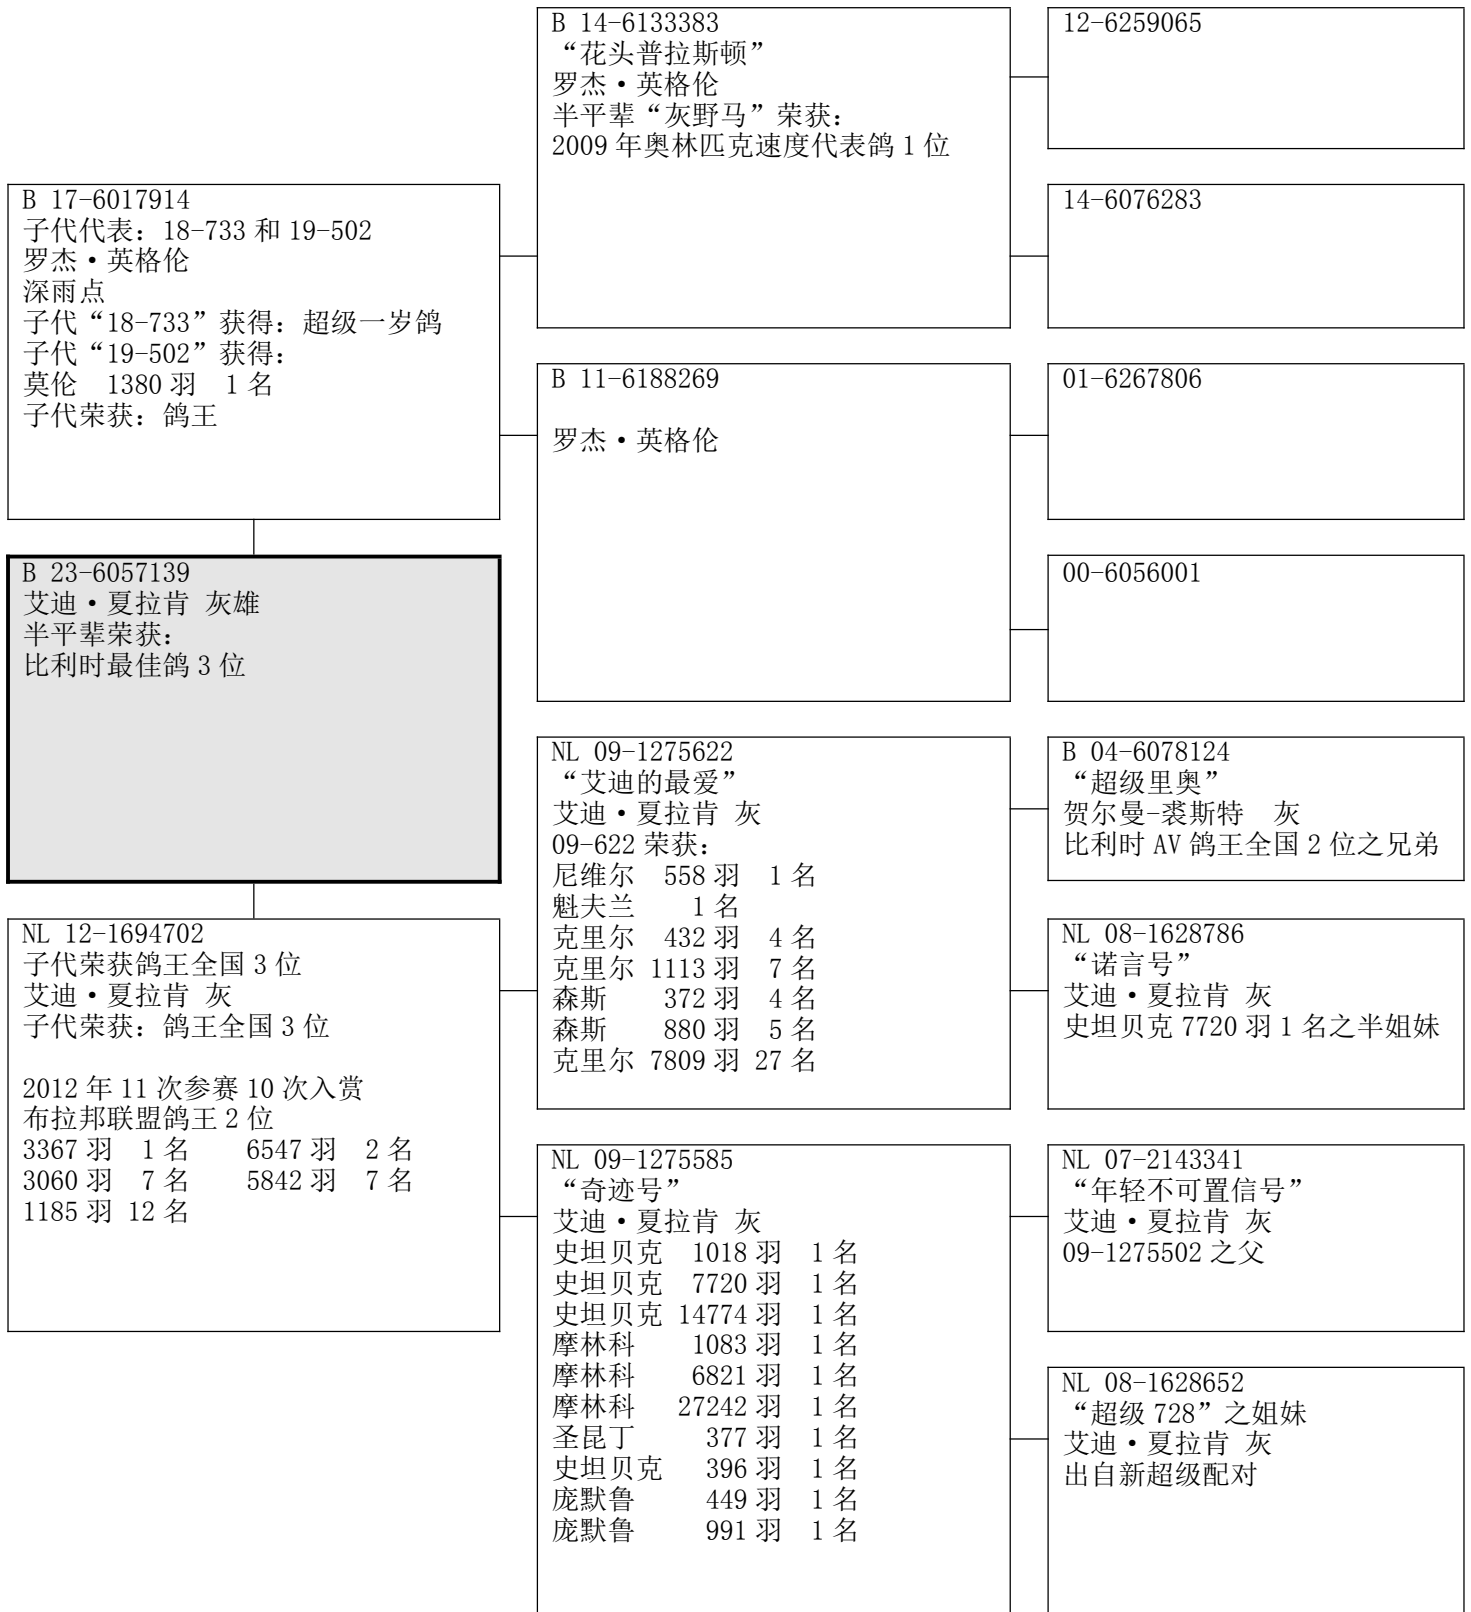 B 14-6133383
“花头普拉斯顿”
罗杰•英格伦
半平辈“灰野马”荣获：
2009 年奥林匹克速度代表鸽 1 位
12-6259065
14-6076283
B 17-6017914
子代代表：18-733 和 19-502
罗杰•英格伦
深雨点
子代“18-733”获得：超级一岁鸽
子代“19-502”获得：
莫伦 1380 羽 1 名
子代荣获：鸽王
B 11-6188269
罗杰•英格伦
01-6267806
00-6056001
B 23-6057139
艾迪•夏拉肯 灰雄
半平辈荣获：
比利时最佳鸽 3 位
NL 09-1275622
“艾迪的最爱”
艾迪•夏拉肯 灰
09-622 荣获：
尼维尔 558 羽 1 名
魁夫兰 1 名
克里尔 432 羽 4 名
克里尔 1113 羽 7 名
森斯 372 羽 4 名
森斯 880 羽 5 名
克里尔 7809 羽 27 名
B 04-6078124
“超级里奥”
贺尔曼-裘斯特 灰
比利时 AV 鸽王全国 2 位之兄弟
NL 08-1628786
“诺言号”
艾迪•夏拉肯 灰
史坦贝克 7720 羽 1 名之半姐妹
NL 12-1694702
子代荣获鸽王全国 3 位
艾迪•夏拉肯 灰
子代荣获：鸽王全国 3 位
2012 年 11 次参赛 10 次入赏
布拉邦联盟鸽王 2 位
3367 羽 1 名 6547 羽 2 名
3060 羽 7 名 5842 羽 7 名
1185 羽 12 名
NL 09-1275585
“奇迹号”
艾迪•夏拉肯 灰
史坦贝克 1018 羽 1 名
史坦贝克 7720 羽 1 名
史坦贝克 14774 羽 1 名
摩林科 1083 羽 1 名
摩林科 6821 羽 1 名
摩林科 27242 羽 1 名
圣昆丁 377 羽 1 名
史坦贝克 396 羽 1 名
庞默鲁 449 羽 1 名
庞默鲁 991 羽 1 名
NL 07-2143341
“年轻不可置信号”
艾迪•夏拉肯 灰
09-1275502 之父
NL 08-1628652
“超级 728”之姐妹
艾迪•夏拉肯 灰
出自新超级配对